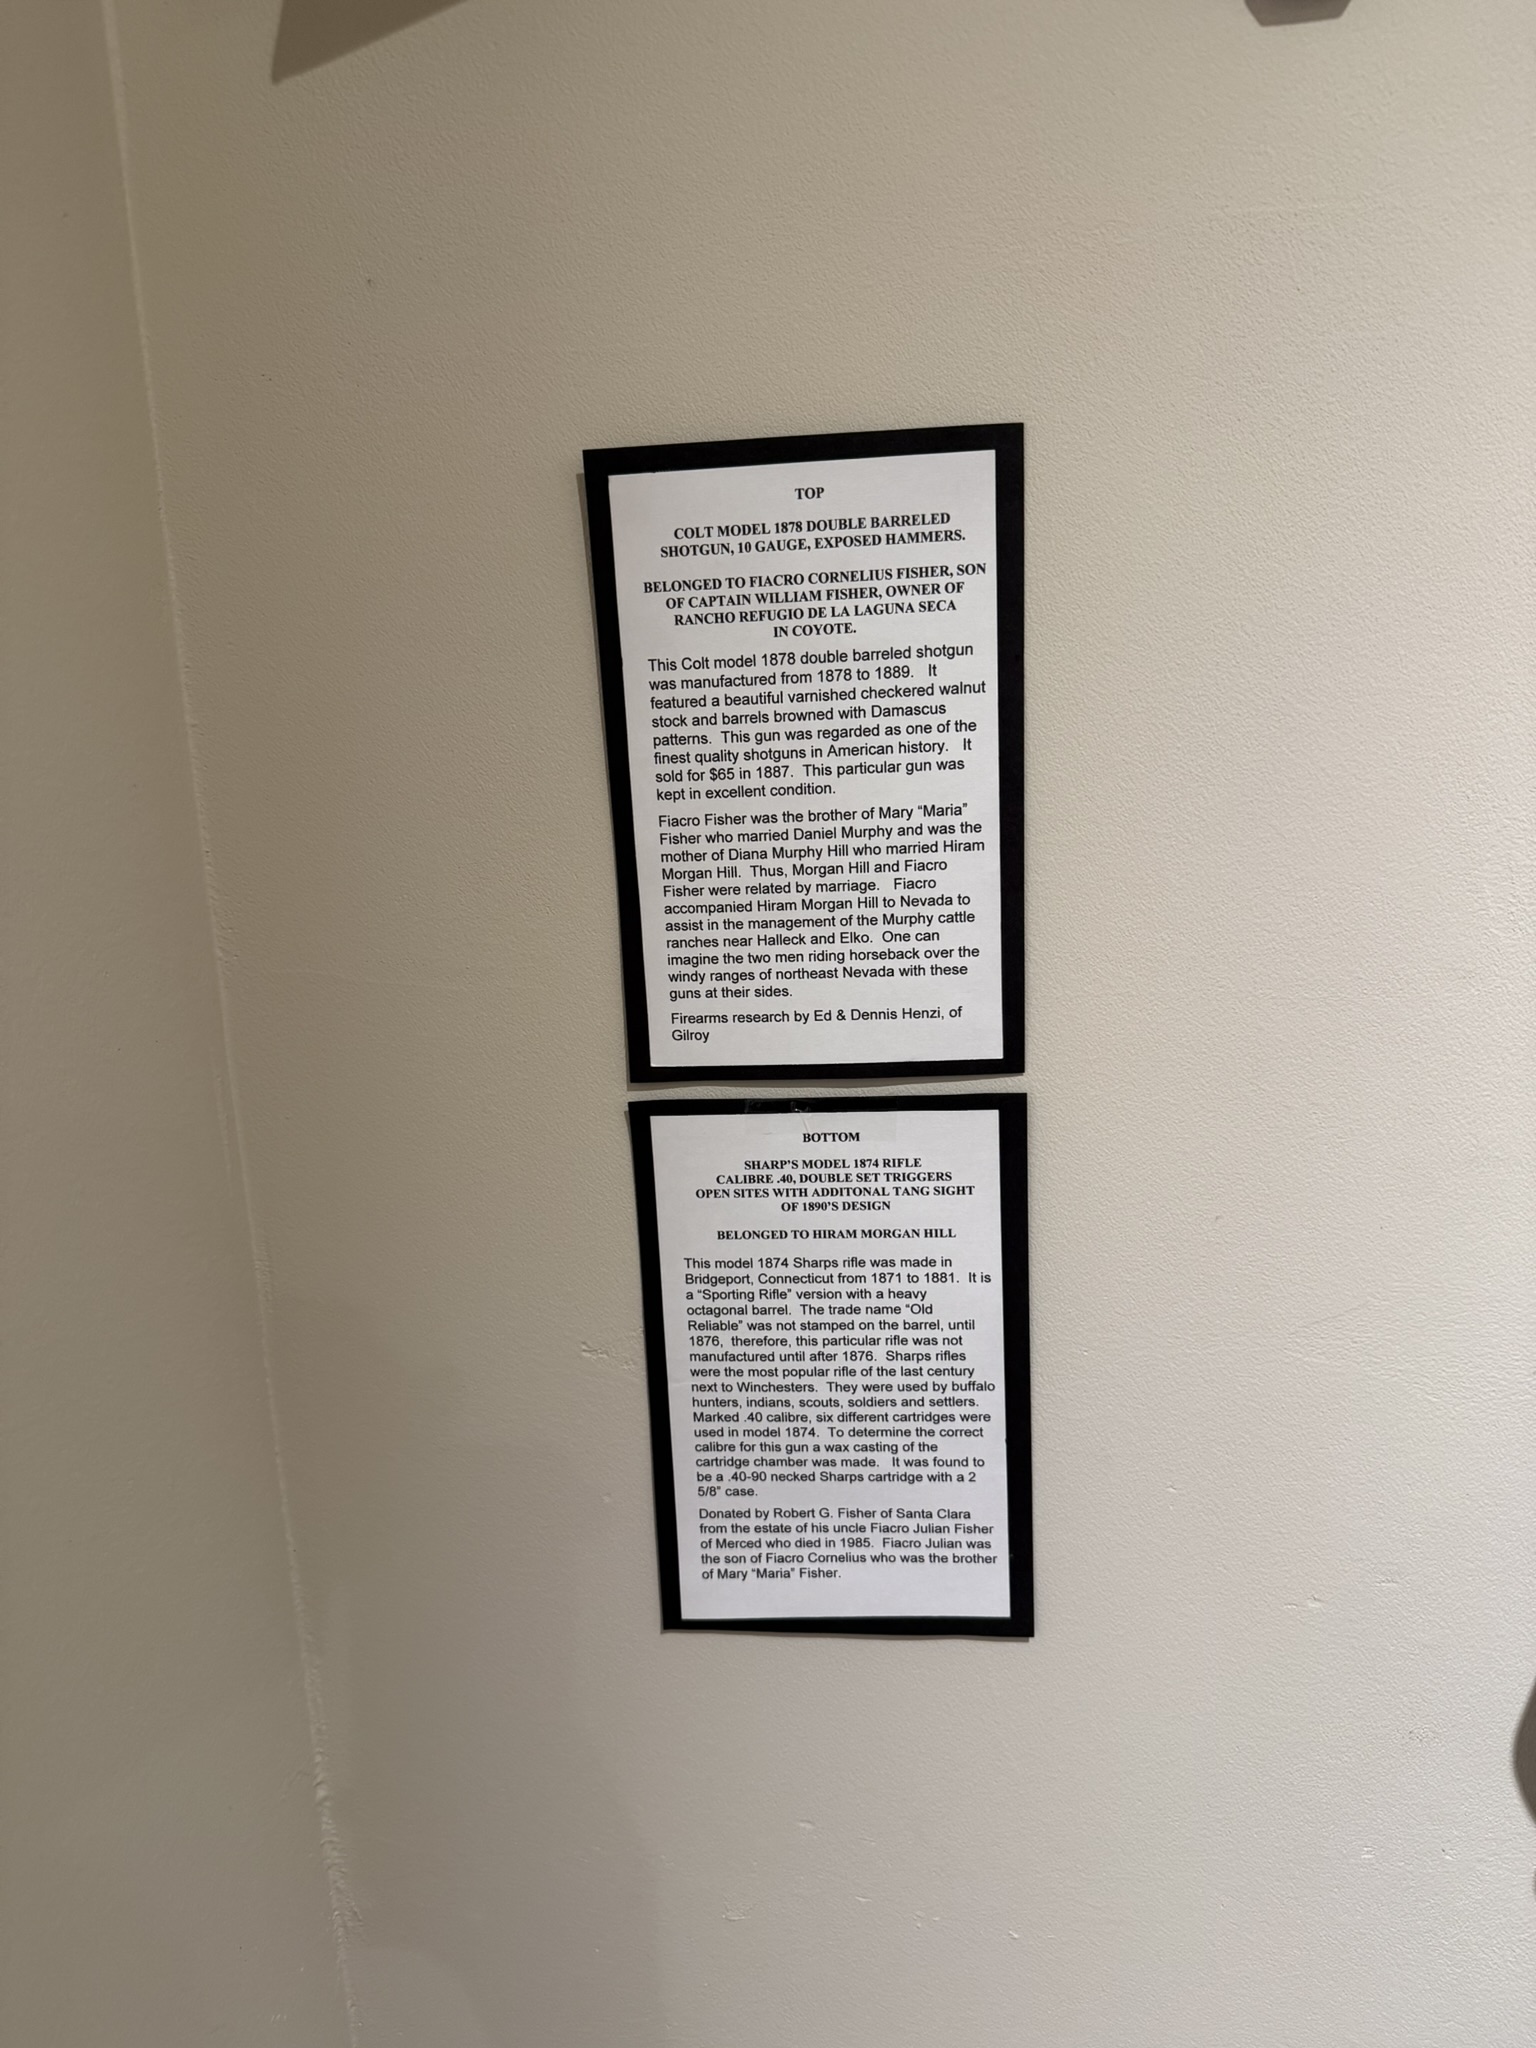 TOP
COLT MODEL 1878 DOUBLE BARRELED
SHOTGUN, 10 GAUGE, EXPOSED HAMMERS.
BELONGED TO FIACRO CORNELIUS FISHER, SON
OF CAPTAIN WILLIAM FISHER, OWNER OF
RANCHO REFUGIO DE LA LAGUNA SECA
IN COYOTE.
This Colt model 1878 double barreled shotgun
was manufactured from 1878 to 1889. It
featured a beautiful varnished checkered walnut
stock and barrels browned with Damascus
patterns. This gun was regarded as one of the
finest quality shotguns in American history. It
sold for $65 in 1887. This particular gun was
kept in excellent condition.
Fiacro Fisher was the brother of Mary “Maria”
Fisher who married Daniel Murphy and was the
mother of Diana Murphy Hill who married Hiram
Morgan Hill. Thus, Morgan Hill and Fiacro
Fisher were related by marriage. Fiacro
accompanied Hiram Morgan Hill to Nevada to
assist in the management of the Murphy cattle
ranches near Halleck and Elko. One can
imagine the two men riding horseback over the
windy ranges of northeast Nevada with these
guns at their sides.
Firearms research by Ed & Dennis Henzi, of
Gilroy
BOTTOM
SHARP'S MODEL 1874 RIFLE
CALIBRE .40, DOUBLE SET TRIGGERS
OPEN SITES WITH ADDITONAL TANG SIGHT
OF 1890'S DESIGN
BELONGED TO HIRAM MORGAN HILL
This model 1874 Sharps rifle was made in
Bridgeport, Connecticut from 1871 to 1881. It is
a “Sporting Rifle” version with a heavy
octagonal barrel. The trade name “Old
Reliable” was not stamped on the barrel, until
1876, therefore, this particular rifle was not
manufactured until after 1876. Sharps rifles
were the most popular rifle of the last century
next to Winchesters. They were used by buffalo
hunters, indians, scouts, soldiers and settlers.
Marked .40 calibre, six different cartridges were
used in model 1874. To determine the correct
calibre for this gun a wax casting of the
cartridge chamber was made. It was found to
be a .40-90 necked Sharps cartridge with a 2
5/8” case.
Donated by Robert G. Fisher of Santa Clara
from the estate of his uncle Fiacro Julian Fisher
of Merced who died in 1985. Fiacro Julian was
the son of Fiacro Cornelius who was the brother
of Mary “Maria” Fisher.